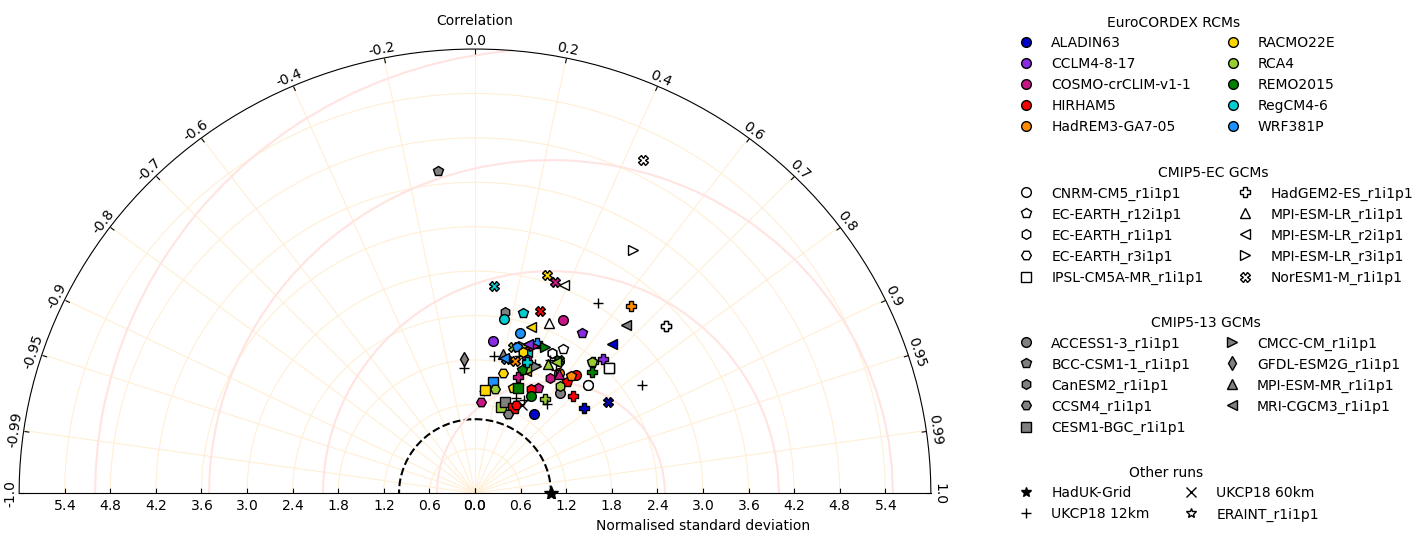 Correlation
-1.0
-0.99
-0.95
-0.9
-0.8
-0.7
-0.6
-0.4
-0.2
0.0
0.2
0.4
0.6
0.7
0.8
0.9
0.95
0.99
1.0
5.4 4.8 4.2 3.6 3.0 2.4 1.8 1.2 0.6 0.0 0.6 1.2 1.8 2.4 3.0 3.6 4.2 4.8 5.4
Normalised standard deviation
EuroCORDEX RCMs
ALADIN63 RACMO22E
CCLM4-8-17 RCA4
COSMO-crCLIM-v1-1 REMO2015
HIRHAM5 RegCM4-6
HadREM3-GA7-05 WRF381P
CMIP5-EC GCMs
CNRM-CM5_r1i1p1 HadGEM2-ES_r1i1p1
EC-EARTH_r12i1p1 MPI-ESM-LR_r1i1p1
EC-EARTH_r1i1p1 MPI-ESM-LR_r2i1p1
EC-EARTH_r3i1p1 MPI-ESM-LR_r3i1p1
IPSL-CM5A-MR_r1i1p1 NorESM1-M_r1i1p1
CMIP5-13 GCMs
ACCESS1-3_r1i1p1 CMCC-CM_r1i1p1
BCC-CSM1-1_r1i1p1 GFDL-ESM2G_r1i1p1
CanESM2_r1i1p1 MPI-ESM-MR_r1i1p1
CCSM4_r1i1p1 MRI-CGCM3_r1i1p1
CESM1-BGC_r1i1p1
Other runs
HadUK-Grid UKCP18 60km
UKCP18 12km ERAINT_r1i1p1